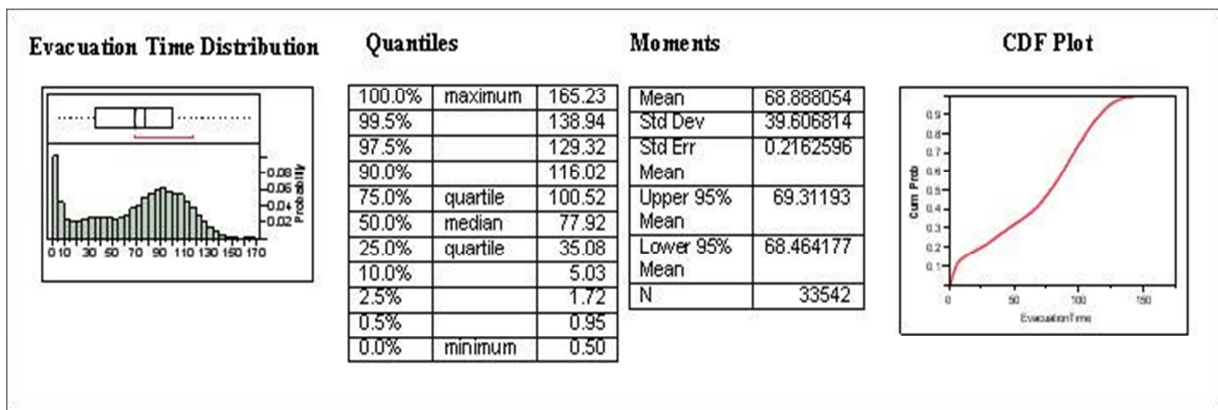 Evacuation Time Distribution
0.08
0.06
0.04
0.02
Probability
0 10 30 50 70 90 110 130 150 170
Quantiles
100.0% maximum 165.23
99.5% 138.94
97.5% 129.32
90.0% 116.02
75.0% quartile 100.52
50.0% median 77.92
25.0% quartile 35.08
10.0% 5.03
2.5% 1.72
0.5% 0.95
0.0% minimum 0.50
Moments
Mean 68.888054
Std Dev 39.606814
Std Err 0.2162596
Mean
Upper 95% 69.31193
Mean
Lower 95% 68.464177
Mean
N 33542
CDF Plot
0.9
0.8
0.7
0.6
0.5
0.4
0.3
0.2
0.1
Cum Prob
0 50 100 150
EvacuationTime